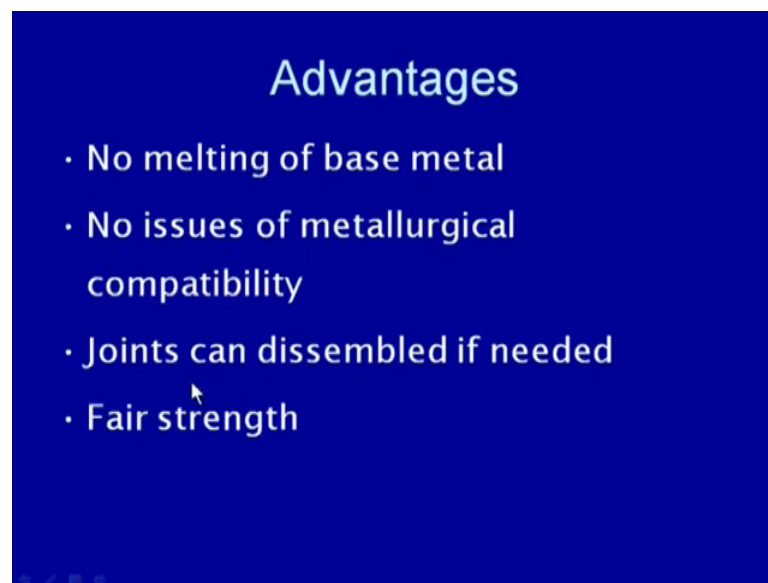 Advantages
· No melting of base metal
· No issues of metallurgical
compatibility
· Joints can dissembled if needed
· Fair strength